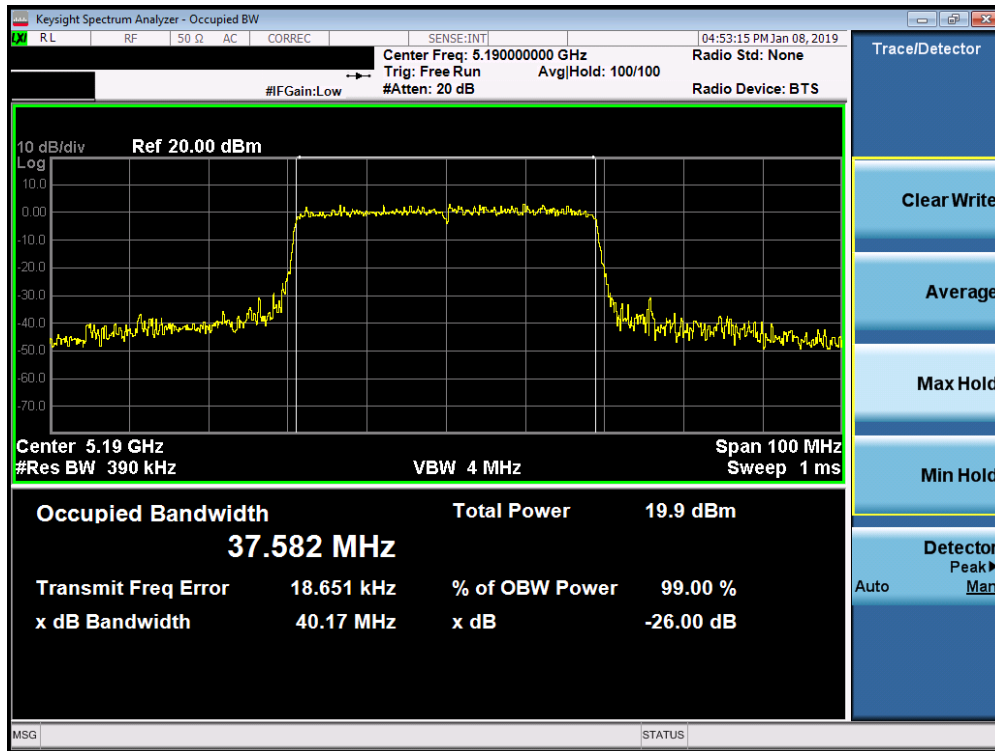 Keysight Spectrum Analyzer - Occupied BW
LXI RL RF 50 Ω AC CORREC SENSE:INT 04:53:15 PM Jan 08, 2019
Center Freq: 5.190000000 GHz Radio Std: None
Trig: Free Run Avg|Hold: 100/100
#IFGain:Low #Atten: 20 dB Radio Device: BTS
10 dB/div Ref 20.00 dBm
Log
10.0
0.00
-10.0
-20.0
-30.0
-40.0
-50.0
-60.0
-70.0
Center 5.19 GHz Span 100 MHz
#Res BW 390 kHz VBW 4 MHz Sweep 1 ms
Occupied Bandwidth Total Power 19.9 dBm
37.582 MHz
Transmit Freq Error 18.651 kHz % of OBW Power 99.00 %
x dB Bandwidth 40.17 MHz x dB -26.00 dB
MSG STATUS
Trace/Detector
Clear Write
Average
Max Hold
Min Hold
Detector
Peak
Auto Man